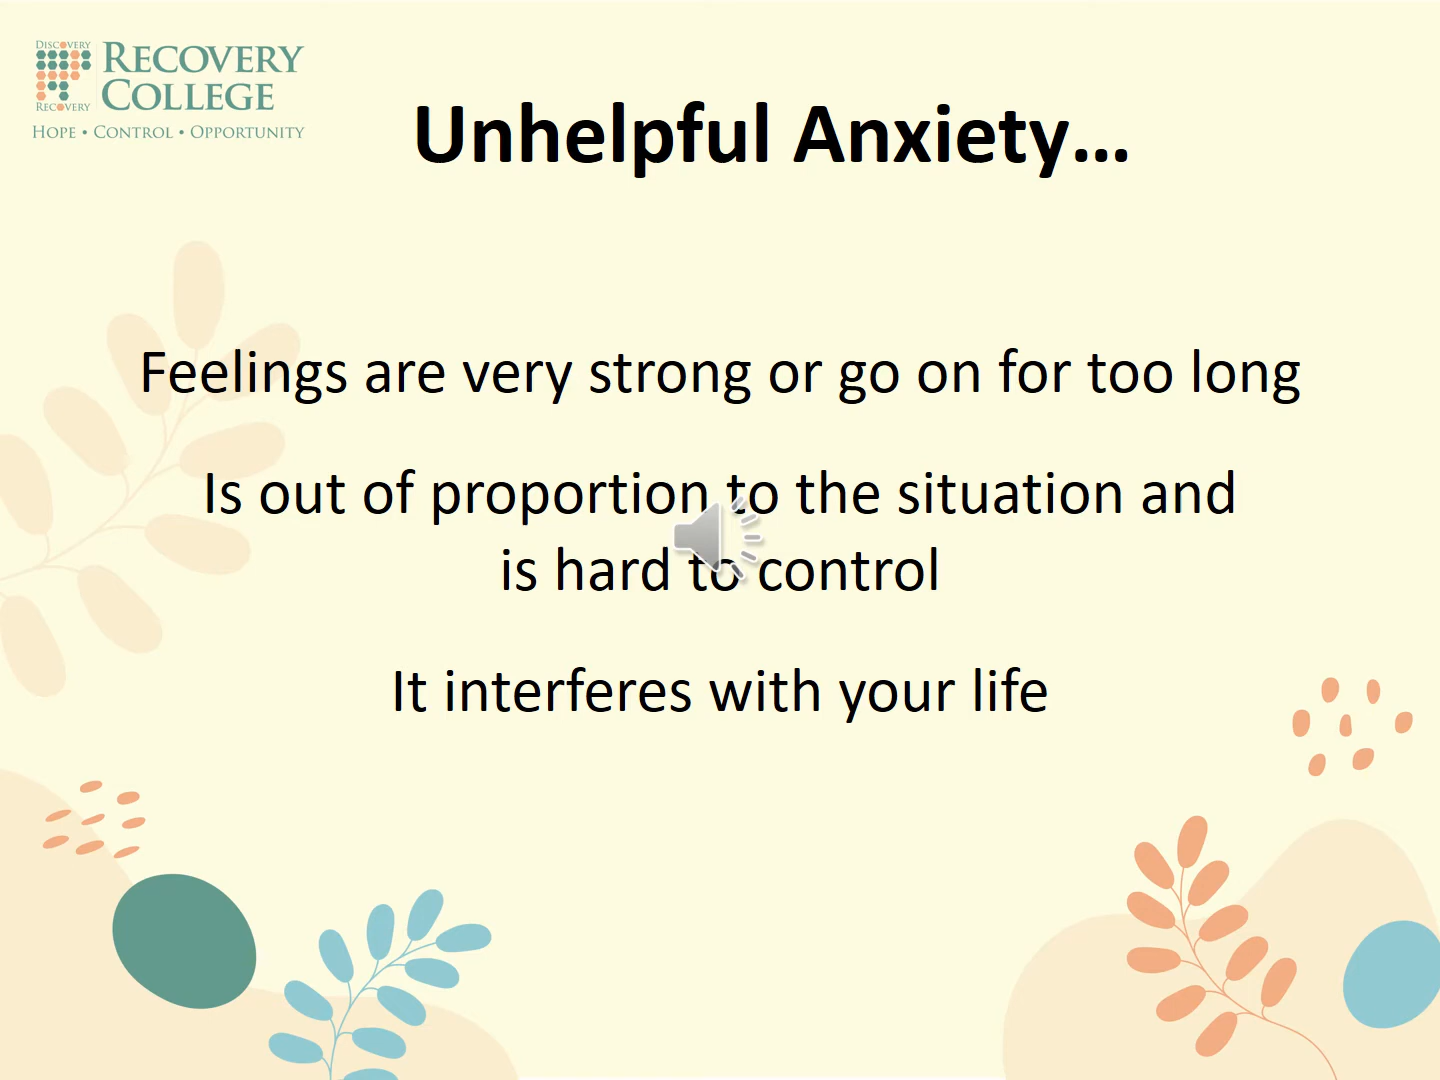 DISCOVERY
RECOVERY
RECOVERY
COLLEGE
HOPE • CONTROL • OPPORTUNITY
Unhelpful Anxiety...
Feelings are very strong or go on for too long
Is out of proportion to the situation and
is hard to control
It interferes with your life